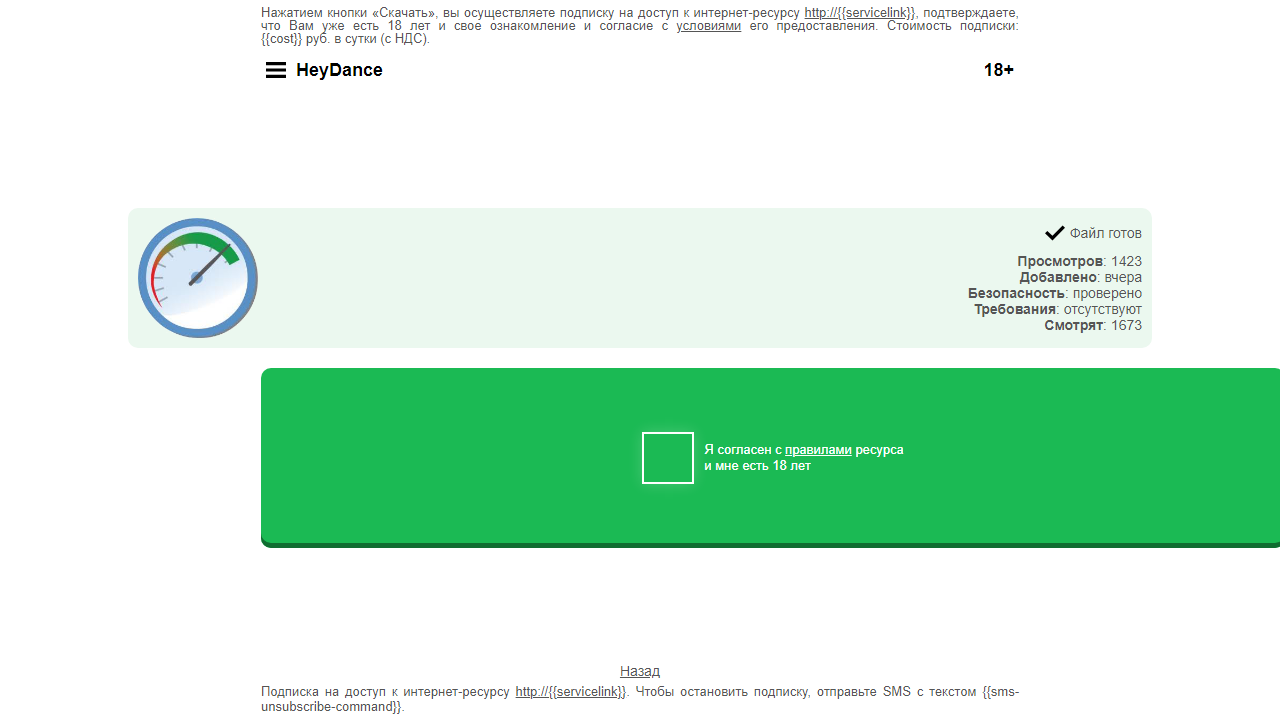 Нажатием кнопки «Скачать», вы осуществляете подписку на доступ к интернет-ресурсу http://{{servicelink}}, подтверждаете,
что Вам уже есть 18 лет и свое ознакомление и согласие с условиями его предоставления. Стоимость подписки:
{{cost}} руб. в сутки (с НДС).
HeyDance
18+
Файл готов
Просмотров: 1423
Добавлено: вчера
Безопасность: проверено
Требования: отсутствуют
Смотрят: 1673
Я согласен с правилами ресурса
и мне есть 18 лет
Назад
Подписка на доступ к интернет-ресурсу http://{{servicelink}}. Чтобы остановить подписку, отправьте SMS с текстом {{sms-
unsubscribe-command}}.